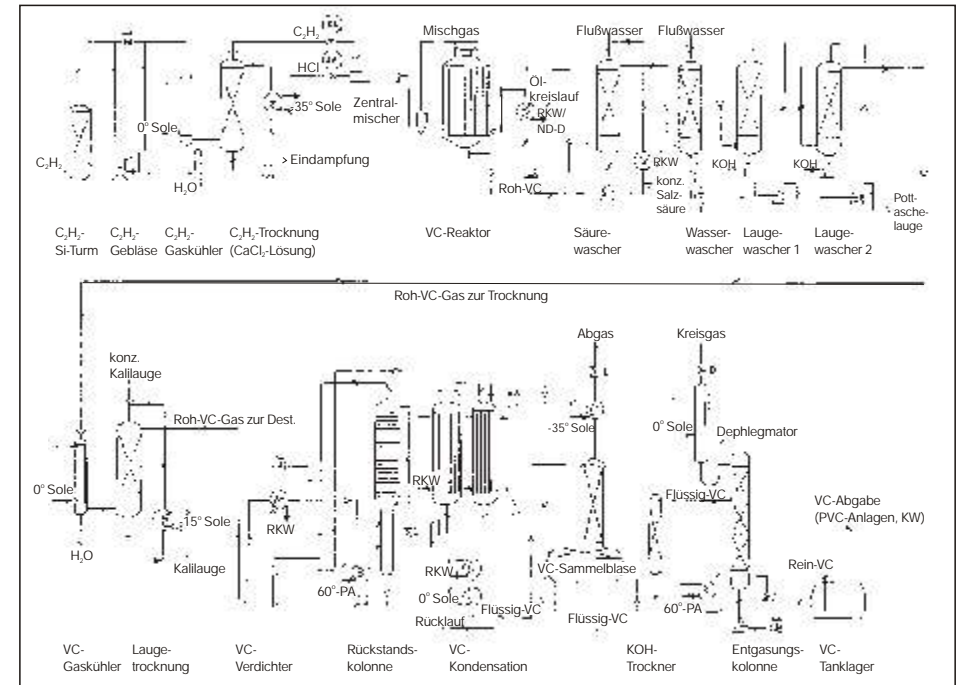 C₂H₂
HCl
Mischgas
Flußwasser
Flußwasser
0° Sole
-35° Sole
Zentral-
mischer
Öl-
kreislauf
RKW/
ND-D
C₂H₂
H₂O
> Eindampfung
Roh-VC
RKW
konz.
Salz-
säure
KOH
KOH
Pott-
asche-
lauge
C₂H₂-
Si-Turm
C₂H₂-
Gebläse
C₂H₂-
Gaskühler
C₂H₂-Trocknung
(CaCl₂-Lösung)
VC-Reaktor
Säure-
wascher
Wasser-
wascher
Lauge-
wascher 1
Lauge-
wascher 2
Roh-VC-Gas zur Trocknung
konz.
Kalilauge
Roh-VC-Gas zur Dest.
Abgas
Kreisgas
L
D
-35° Sole
0° Sole
Dephlegmator
0° Sole
15° Sole
RKW
RKW
Flüssig-VC
VC-Abgabe
(PVC-Anlagen, KW)
H₂O
Kalilauge
60°-PA
RKW
0° Sole
Rücklauf
Flüssig-VC
VC-Sammelblase
Flüssig-VC
60°-PA
Rein-VC
VC-
Gaskühler
Lauge-
trocknung
VC-
Verdichter
Rückstands-
kolonne
VC-
Kondensation
KOH-
Trockner
Entgasungs-
kolonne
VC-
Tanklager